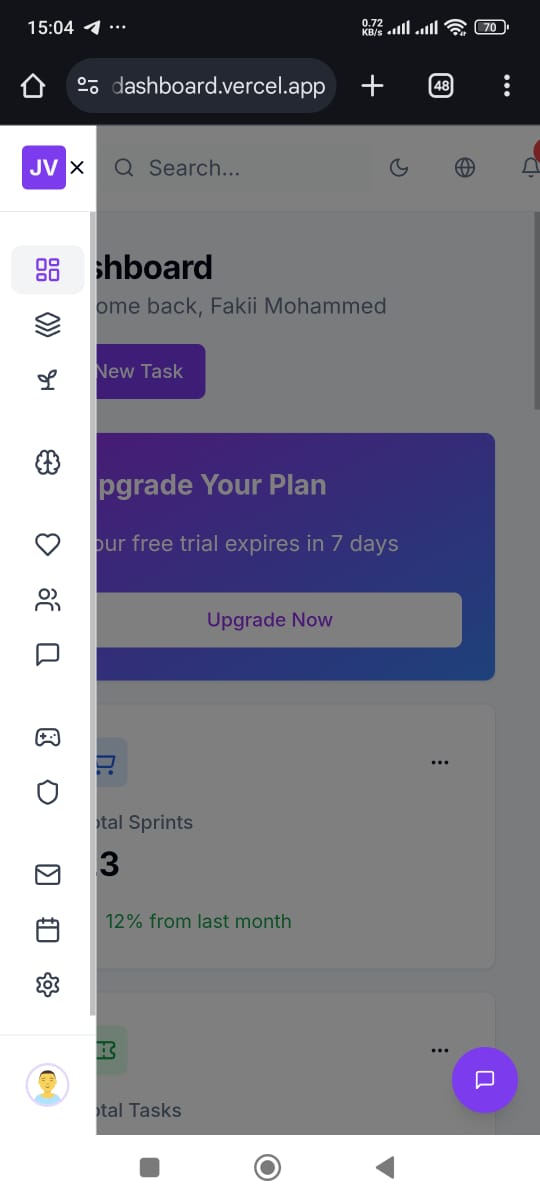 15:04
0.72
KB/s
70
dashboard.vercel.app
48
JV
Search...
shboard
ome back, Fakii Mohammed
New Task
pgrade Your Plan
our free trial expires in 7 days
Upgrade Now
otal Sprints
3
12% from last month
otal Tasks